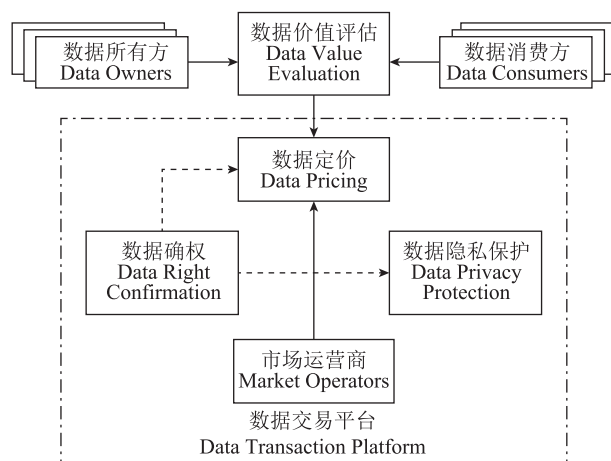 数据所有方
Data Owners
数据价值评估
Data Value
Evaluation
数据消费方
Data Consumers
数据定价
Data Pricing
数据确权
Data Right
Confirmation
数据隐私保护
Data Privacy
Protection
市场运营商
Market Operators
数据交易平台
Data Transaction Platform